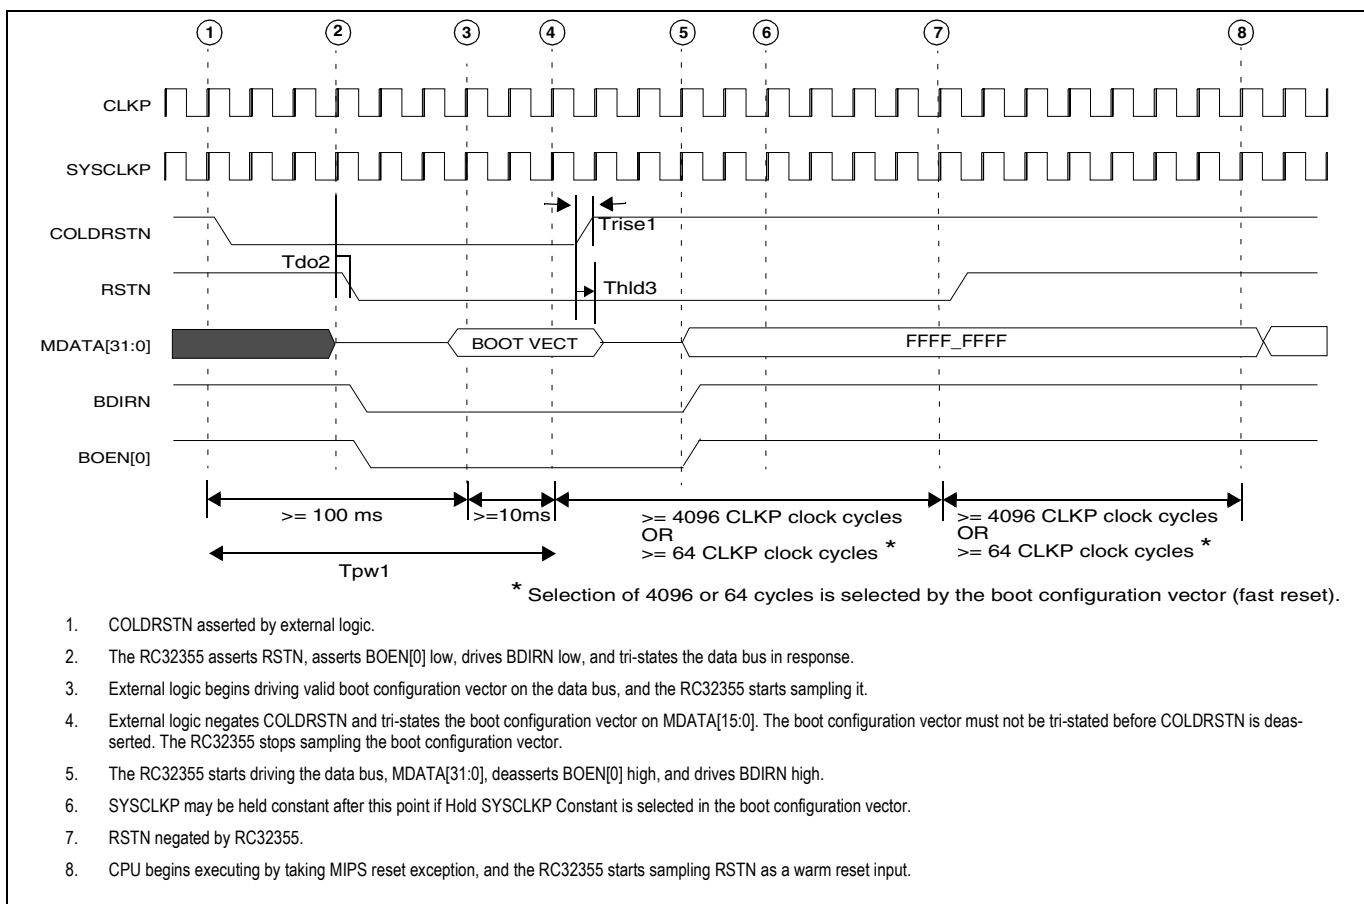 1 2 3 4 5 6 7 8
CLKP
SYSCLKP
COLDRSTN
Trise1
Tdo2
RSTN
Thld3
MDATA[31:0]
BOOT VECT
FFFF_FFFF
BDIRN
BOEN[0]
>= 100 ms
>=10ms
>= 4096 CLKP clock cycles
OR
>= 64 CLKP clock cycles *
>= 4096 CLKP clock cycles
OR
>= 64 CLKP clock cycles *
Tpw1
* Selection of 4096 or 64 cycles is selected by the boot configuration vector (fast reset).
1. COLDRSTN asserted by external logic.
2. The RC32355 asserts RSTN, asserts BOEN[0] low, drives BDIRN low, and tri-states the data bus in response.
3. External logic begins driving valid boot configuration vector on the data bus, and the RC32355 starts sampling it.
4. External logic negates COLDRSTN and tri-states the boot configuration vector on MDATA[15:0]. The boot configuration vector must not be tri-stated before COLDRSTN is deas-
serted. The RC32355 stops sampling the boot configuration vector.
5. The RC32355 starts driving the data bus, MDATA[31:0], deasserts BOEN[0] high, and drives BDIRN high.
6. SYSCLKP may be held constant after this point if Hold SYSCLKP Constant is selected in the boot configuration vector.
7. RSTN negated by RC32355.
8. CPU begins executing by taking MIPS reset exception, and the RC32355 starts sampling RSTN as a warm reset input.